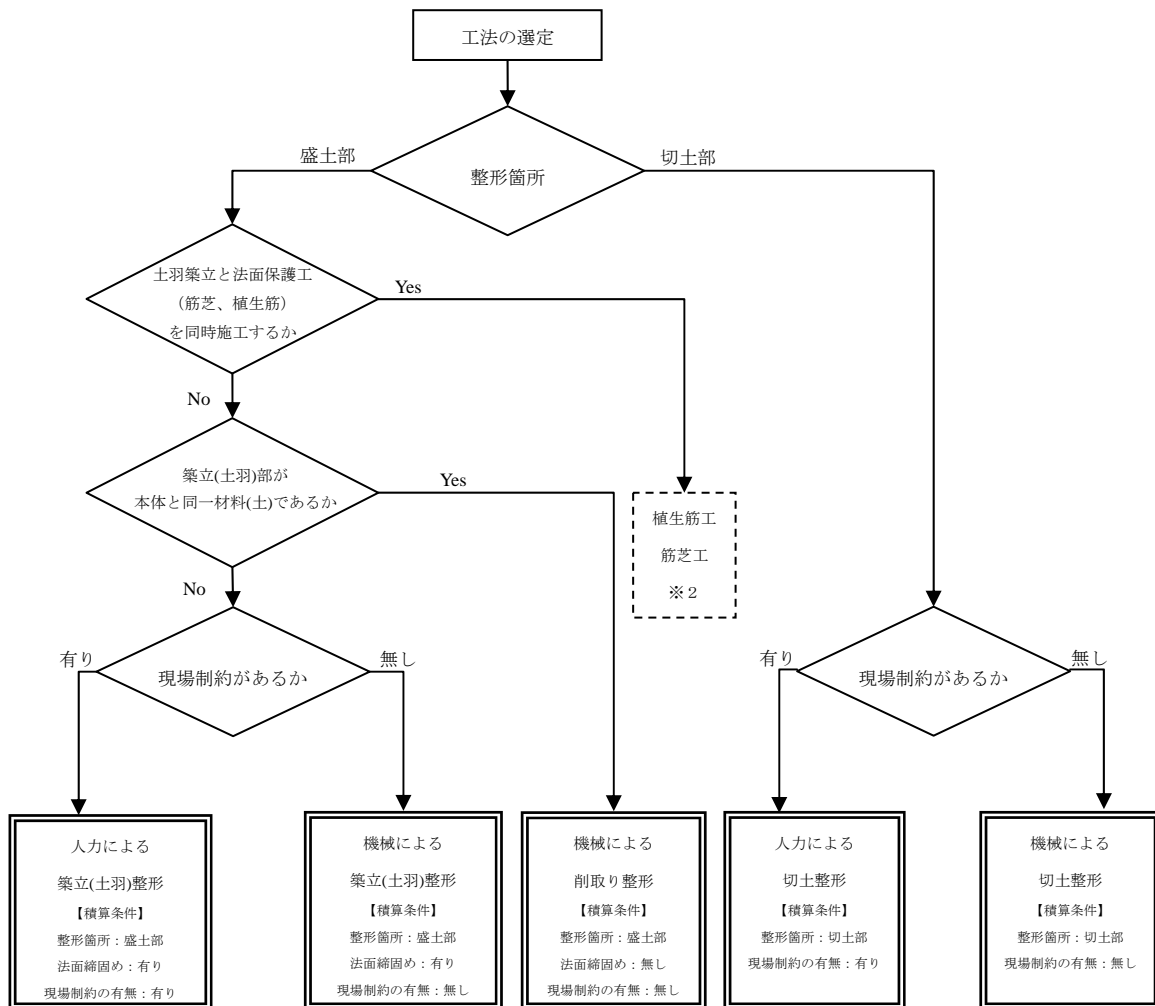 工法の選定
盛土部
切土部
整形箇所
土羽築立と法面保護工
（筋芝、植生筋）
を同時施工するか
Yes
No
築立(土羽)部が
本体と同一材料(土)であるか
Yes
植生筋工
筋芝工
※２
No
有り
現場制約があるか
無し
有り
現場制約があるか
無し
人力による
築立(土羽)整形
【積算条件】
整形箇所：盛土部
法面締固め：有り
現場制約の有無：有り
機械による
築立(土羽)整形
【積算条件】
整形箇所：盛土部
法面締固め：有り
現場制約の有無：無し
機械による
削取り整形
【積算条件】
整形箇所：盛土部
法面締固め：無し
現場制約の有無：無し
人力による
切土整形
【積算条件】
整形箇所：切土部
現場制約の有無：有り
機械による
切土整形
【積算条件】
整形箇所：切土部
現場制約の有無：無し